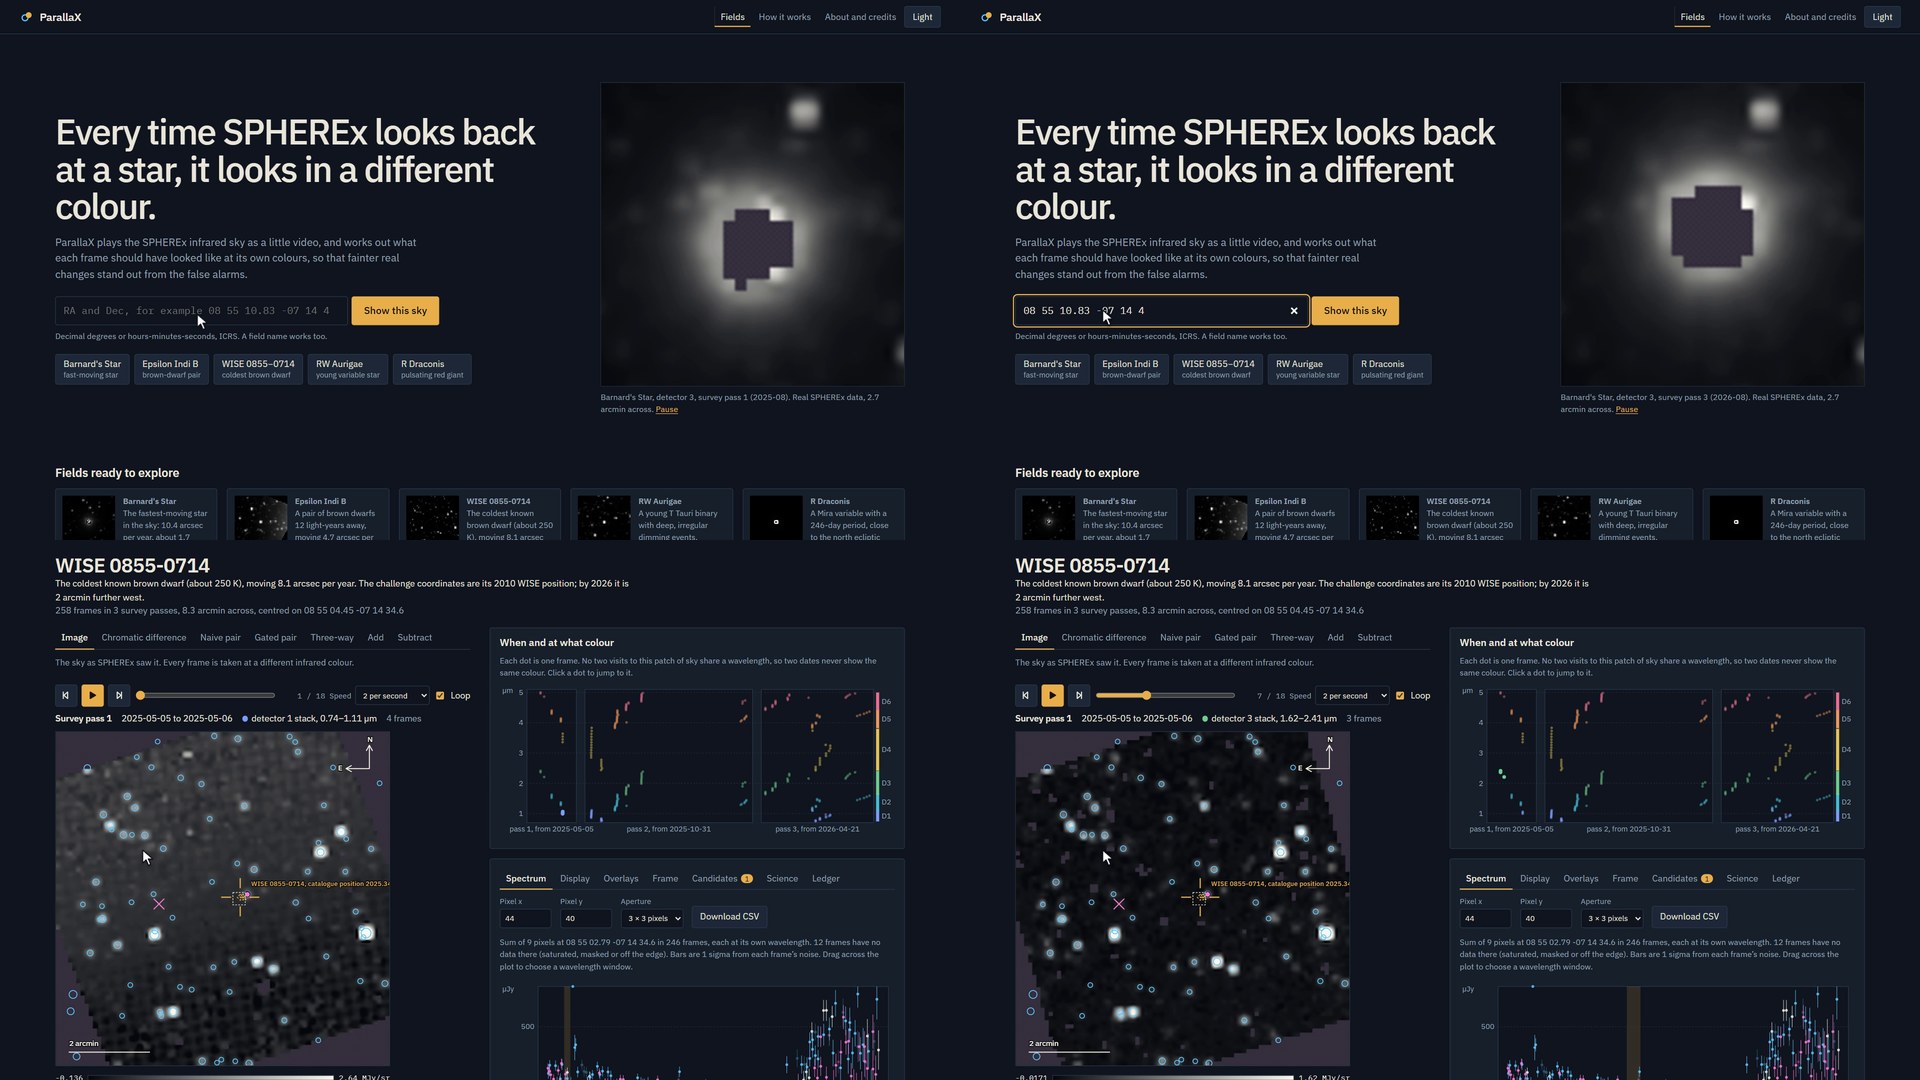 ParallaX
Fields How it works About and credits Light
Every time SPHEREx looks back
at a star, it looks in a different
colour.
ParallaX plays the SPHEREx infrared sky as a little video, and works out what
each frame should have looked like at its own colours, so that fainter real
changes stand out from the false alarms.
RA and Dec, for example 08 55 10.83 -07 14 4
Show this sky
Decimal degrees or hours-minutes-seconds, ICRS. A field name works too.
Barnard's Star
fast-moving star
Epsilon Indi B
brown-dwarf pair
WISE 0855−0714
coldest brown dwarf
RW Aurigae
young variable star
R Draconis
pulsating red giant
Barnard's Star, detector 3, survey pass 1 (2025-08). Real SPHEREx data, 2.7
arcmin across. Pause
Fields ready to explore
Barnard's Star
The fastest-moving star
in the sky: 10.4 arcsec
per year, about 1.7
Epsilon Indi B
A pair of brown dwarfs
12 light-years away,
moving 4.7 arcsec per
WISE 0855-0714
The coldest known
brown dwarf (about 250
K), moving 8.1 arcsec
RW Aurigae
A young T Tauri binary
with deep, irregular
dimming events.
R Draconis
A Mira variable with a
246-day period, close
to the north ecliptic
ParallaX
Fields How it works About and credits Light
Every time SPHEREx looks back
at a star, it looks in a different
colour.
ParallaX plays the SPHEREx infrared sky as a little video, and works out what
each frame should have looked like at its own colours, so that fainter real
changes stand out from the false alarms.
08 55 10.83 -07 14 4
Show this sky
Decimal degrees or hours-minutes-seconds, ICRS. A field name works too.
Barnard's Star
fast-moving star
Epsilon Indi B
brown-dwarf pair
WISE 0855−0714
coldest brown dwarf
RW Aurigae
young variable star
R Draconis
pulsating red giant
Barnard's Star, detector 3, survey pass 3 (2026-08). Real SPHEREx data, 2.7
arcmin across. Pause
Fields ready to explore
Barnard's Star
The fastest-moving star
in the sky: 10.4 arcsec
per year, about 1.7
Epsilon Indi B
A pair of brown dwarfs
12 light-years away,
moving 4.7 arcsec per
WISE 0855-0714
The coldest known
brown dwarf (about 250
K), moving 8.1 arcsec
RW Aurigae
A young T Tauri binary
with deep, irregular
dimming events.
R Draconis
A Mira variable with a
246-day period, close
to the north ecliptic
WISE 0855-0714
The coldest known brown dwarf (about 250 K), moving 8.1 arcsec per year. The challenge coordinates are its 2010 WISE position; by 2026 it is
2 arcmin further west.
258 frames in 3 survey passes, 8.3 arcmin across, centred on 08 55 04.45 -07 14 34.6
Image Chromatic difference Naive pair Gated pair Three-way Add Subtract
The sky as SPHEREx saw it. Every frame is taken at a different infrared colour.
1 / 18 Speed 2 per second Loop
Survey pass 1 2025-05-05 to 2025-05-06 detector 1 stack, 0.74–1.11 µm 4 frames
N
E
WISE 0855-0714, catalogue position 2025.34
2 arcmin
-0.136 2.64 MJy/sr
When and at what colour
Each dot is one frame. No two visits to this patch of sky share a wavelength, so two dates never show the
same colour. Click a dot to jump to it.
µm
5
4
3
2
1
D6
D5
D4
D3
D2
D1
pass 1, from 2025-05-05 pass 2, from 2025-10-31 pass 3, from 2026-04-21
Spectrum Display Overlays Frame Candidates 1 Science Ledger
Pixel x Pixel y Aperture
44 40 3 × 3 pixels Download CSV
Sum of 9 pixels at 08 55 02.79 -07 14 34.6 in 246 frames, each at its own wavelength. 12 frames have no
data there (saturated, masked or off the edge). Bars are 1 sigma from each frame's noise. Drag across the
plot to choose a wavelength window.
µJy
500
WISE 0855-0714
The coldest known brown dwarf (about 250 K), moving 8.1 arcsec per year. The challenge coordinates are its 2010 WISE position; by 2026 it is
2 arcmin further west.
258 frames in 3 survey passes, 8.3 arcmin across, centred on 08 55 04.45 -07 14 34.6
Image Chromatic difference Naive pair Gated pair Three-way Add Subtract
The sky as SPHEREx saw it. Every frame is taken at a different infrared colour.
7 / 18 Speed 2 per second Loop
Survey pass 1 2025-05-05 to 2025-05-06 detector 3 stack, 1.62–2.41 µm 3 frames
N
E
WISE 0855-0714, catalogue position 2025.34
2 arcmin
-0.0171 1.62 MJy/sr
When and at what colour
Each dot is one frame. No two visits to this patch of sky share a wavelength, so two dates never show the
same colour. Click a dot to jump to it.
µm
5
4
3
2
1
D6
D5
D4
D3
D2
D1
pass 1, from 2025-05-05 pass 2, from 2025-10-31 pass 3, from 2026-04-21
Spectrum Display Overlays Frame Candidates 1 Science Ledger
Pixel x Pixel y Aperture
44 40 3 × 3 pixels Download CSV
Sum of 9 pixels at 08 55 02.79 -07 14 34.6 in 246 frames, each at its own wavelength. 12 frames have no
data there (saturated, masked or off the edge). Bars are 1 sigma from each frame's noise. Drag across the
plot to choose a wavelength window.
µJy
500